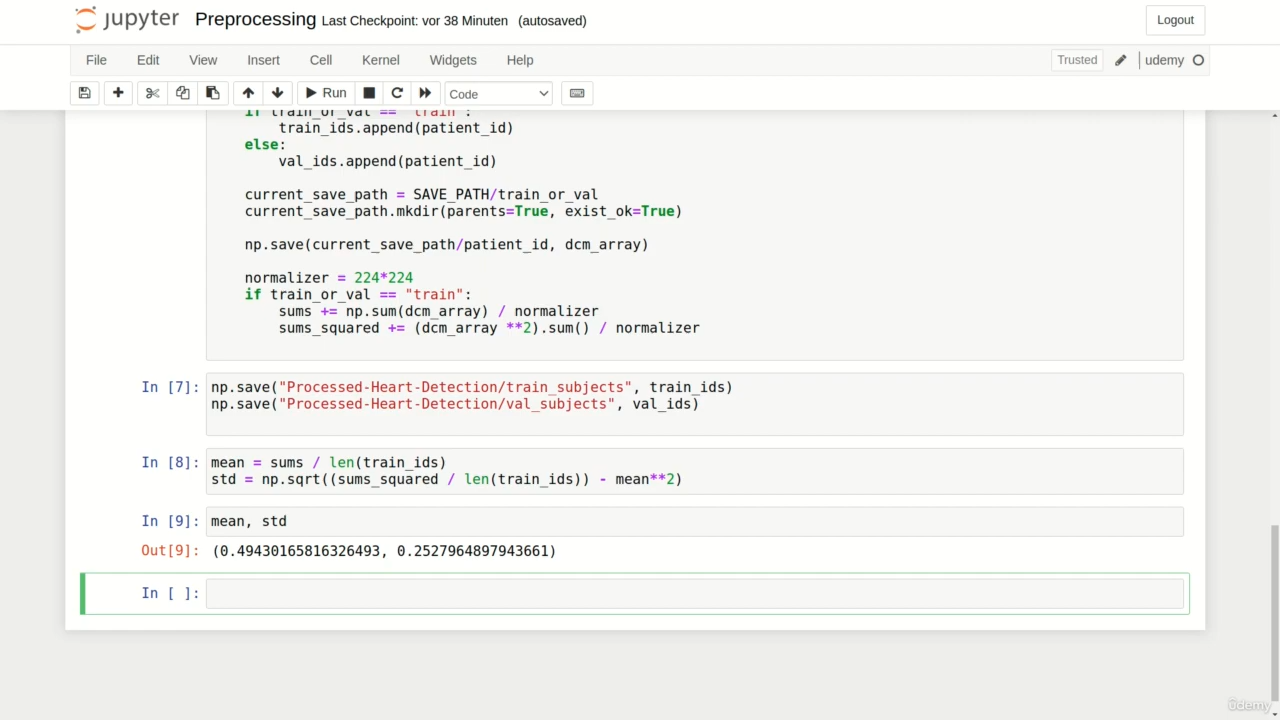 jupyter Preprocessing Last Checkpoint: vor 38 Minuten (autosaved)
Logout
File Edit View Insert Cell Kernel Widgets Help Trusted udemy
Run Code
if train_or_val == "train":
train_ids.append(patient_id)
else:
val_ids.append(patient_id)
current_save_path = SAVE_PATH/train_or_val
current_save_path.mkdir(parents=True, exist_ok=True)
np.save(current_save_path/patient_id, dcm_array)
normalizer = 224*224
if train_or_val == "train":
sums += np.sum(dcm_array) / normalizer
sums_squared += (dcm_array **2).sum() / normalizer
In [7]: np.save("Processed-Heart-Detection/train_subjects", train_ids)
np.save("Processed-Heart-Detection/val_subjects", val_ids)
In [8]: mean = sums / len(train_ids)
std = np.sqrt((sums_squared / len(train_ids)) - mean**2)
In [9]: mean, std
Out[9]: (0.49430165816326493, 0.2527964897943661)
In [ ]:
ûdemy